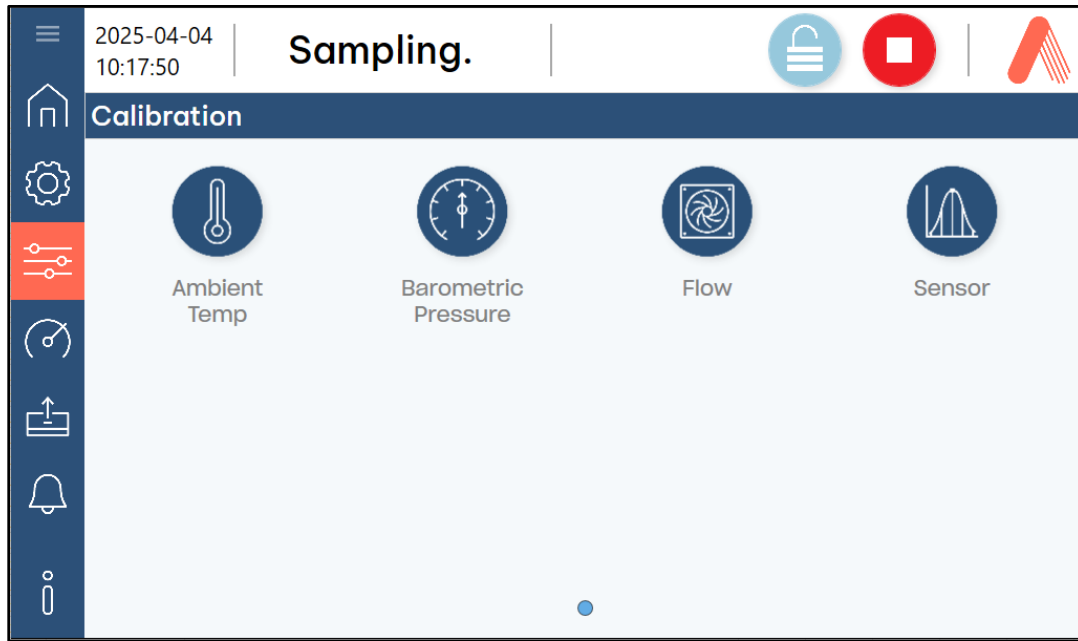 2025-04-04
10:17:50
Sampling.
Calibration
Ambient
Temp
Barometric
Pressure
Flow
Sensor